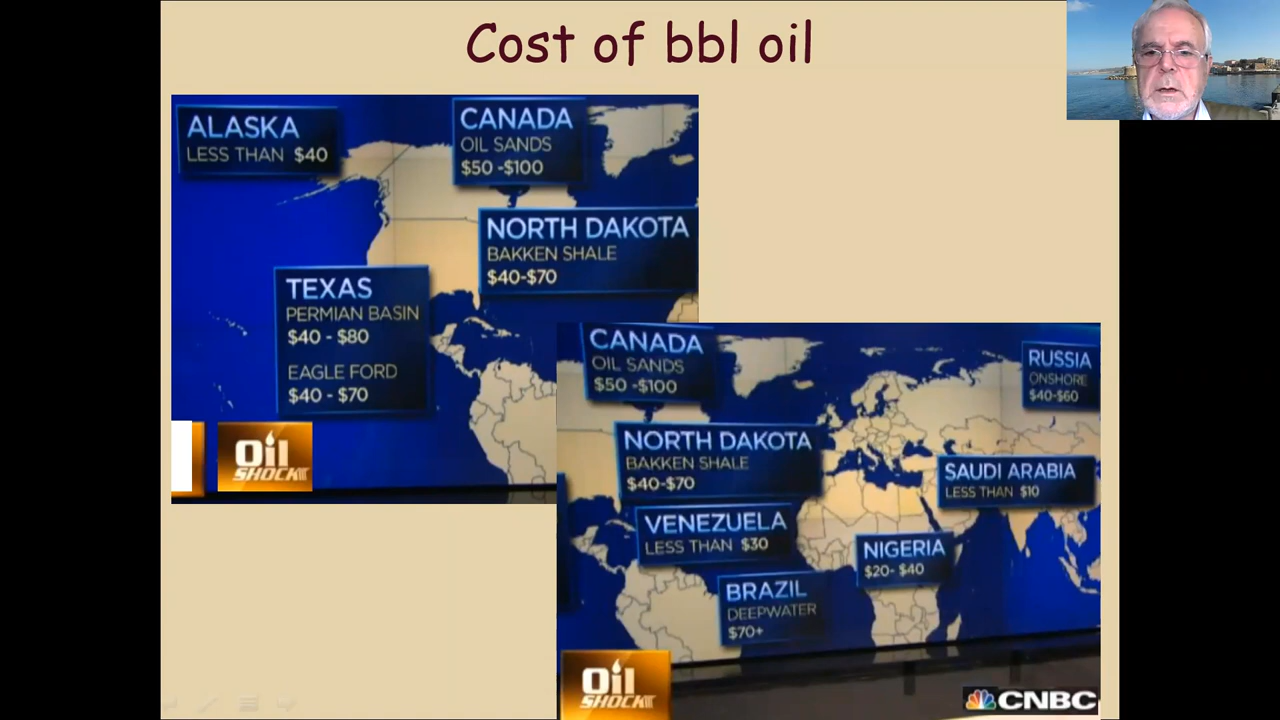 Cost of bbl oil
ALASKA
LESS THAN $40
CANADA
OIL SANDS
$50 -$100
NORTH DAKOTA
BAKKEN SHALE
$40-$70
TEXAS
PERMIAN BASIN
$40 - $80
EAGLE FORD
$40 - $70
Oil
SHOCK
CANADA
OIL SANDS
$50 -$100
RUSSIA
ONSHORE
$40-$60
NORTH DAKOTA
BAKKEN SHALE
$40-$70
SAUDI ARABIA
LESS THAN $10
VENEZUELA
LESS THAN $30
NIGERIA
$20- $40
BRAZIL
DEEPWATER
$70+
Oil
SHOCK
CNBC